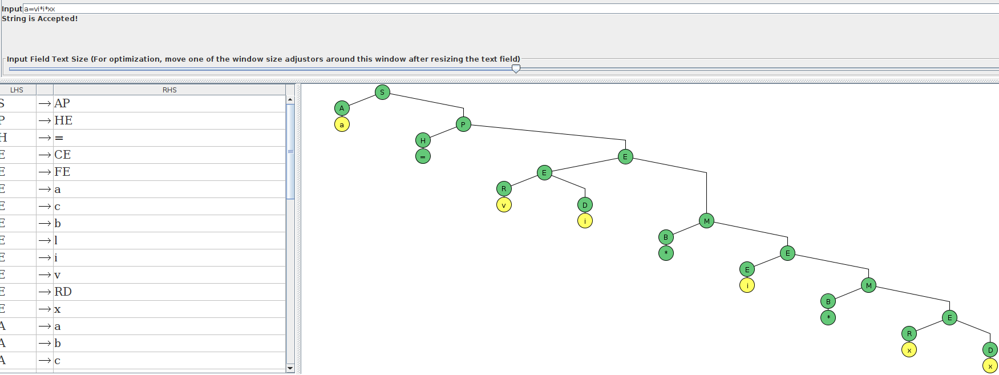 Input a=vi*i*xx
String is Accepted!
Input Field Text Size (For optimization, move one of the window size adjustors around this window after resizing the text field)
LHS RHS
S → AP
P → HE
H → =
E → CE
E → FE
E → a
E → c
E → b
E → l
E → i
E → v
E → RD
E → x
A → a
A → b
A → c
S
A
a
P
H
=
E
E
R
v
D
i
M
B
*
E
E
i
M
B
*
E
R
x
D
x